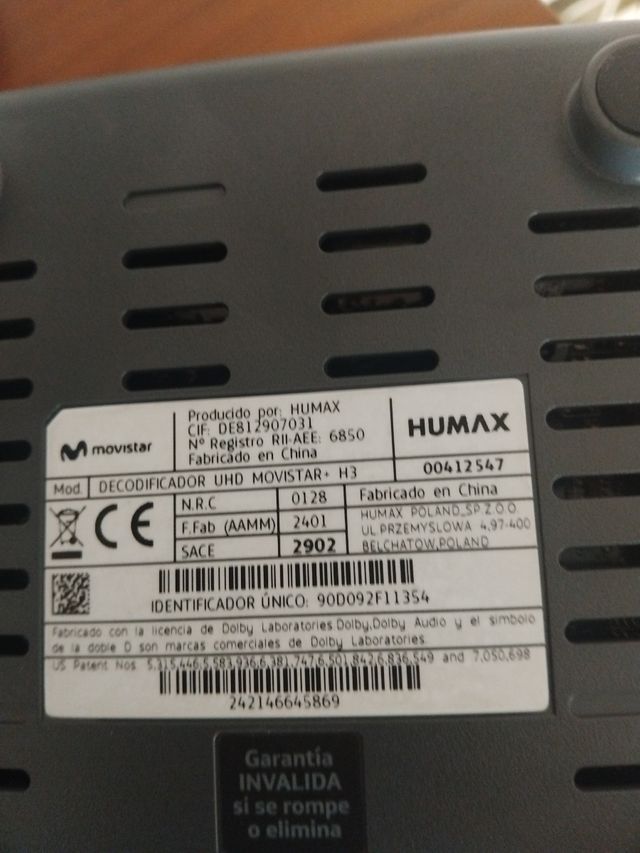 Producido por: HUMAX
CIF: DE812907031
Nº Registro RII-AEE: 6850
Fabricado en China
movistar
HUMAX
00412547
Mod. DECODIFICADOR UHD MOVISTAR+ H3
N.R.C 0128
F.Fab (AAMM) 2401
SACE 2902
Fabricado en China
HUMAX POLAND,SP.Z.O.O.
UL PRZEMYSLOWA 4,97-400
BELCHATOW,POLAND
CE
IDENTIFICADOR ÚNICO: 90D092F11354
Fabricado con la licencia de Dolby Laboratories.Dolby,Dolby Audio y el simbolo
de la doble D son marcas comerciales de Dolby Laboratories.
US Patent Nos. 5,315,446,5,583,936,6,381,747,6,501,842,6,836,549 and 7,050,698
242146645869
Garantía
INVALIDA
si se rompe
o elimina